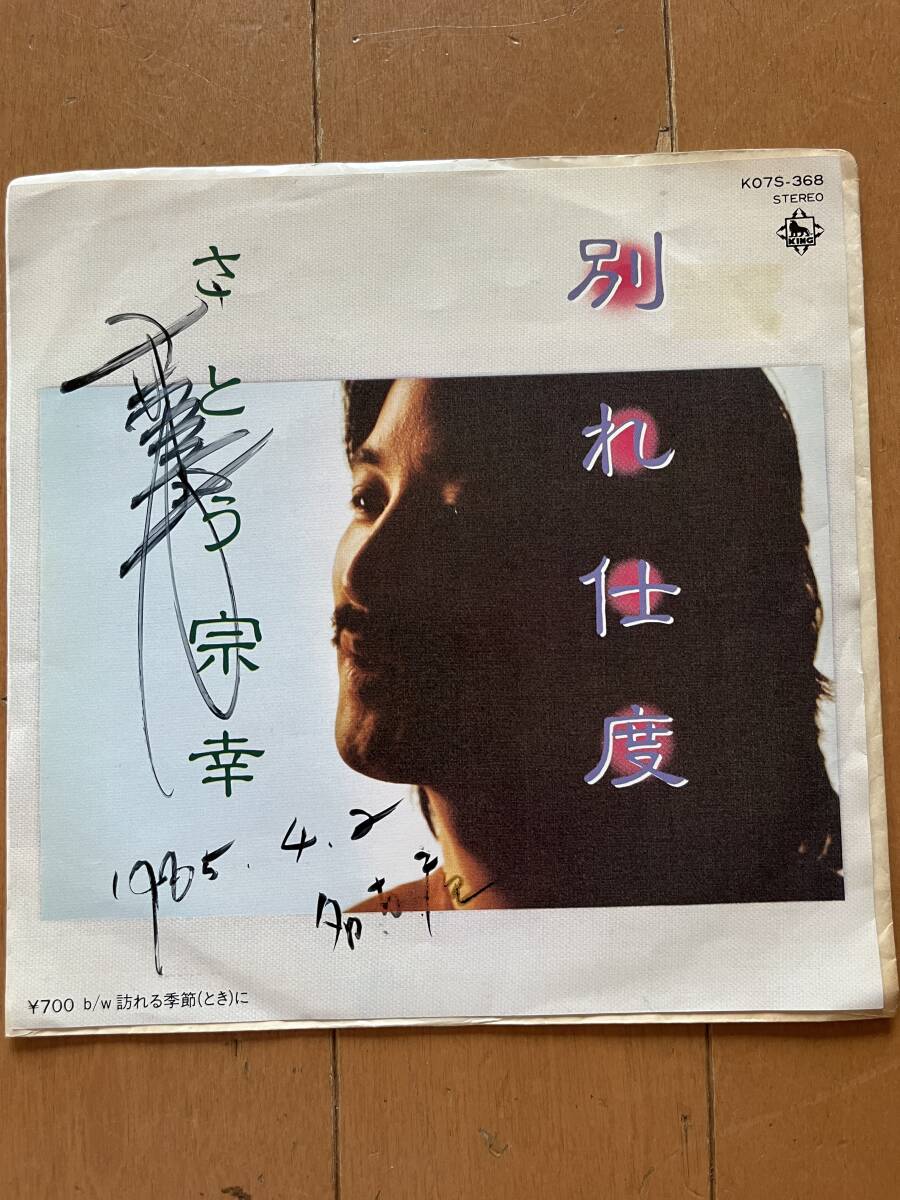 K07S-368
STEREO
KING
別れ仕度
さとう宗幸
1985.4.2
¥700 b/w 訪れる季節(とき)に